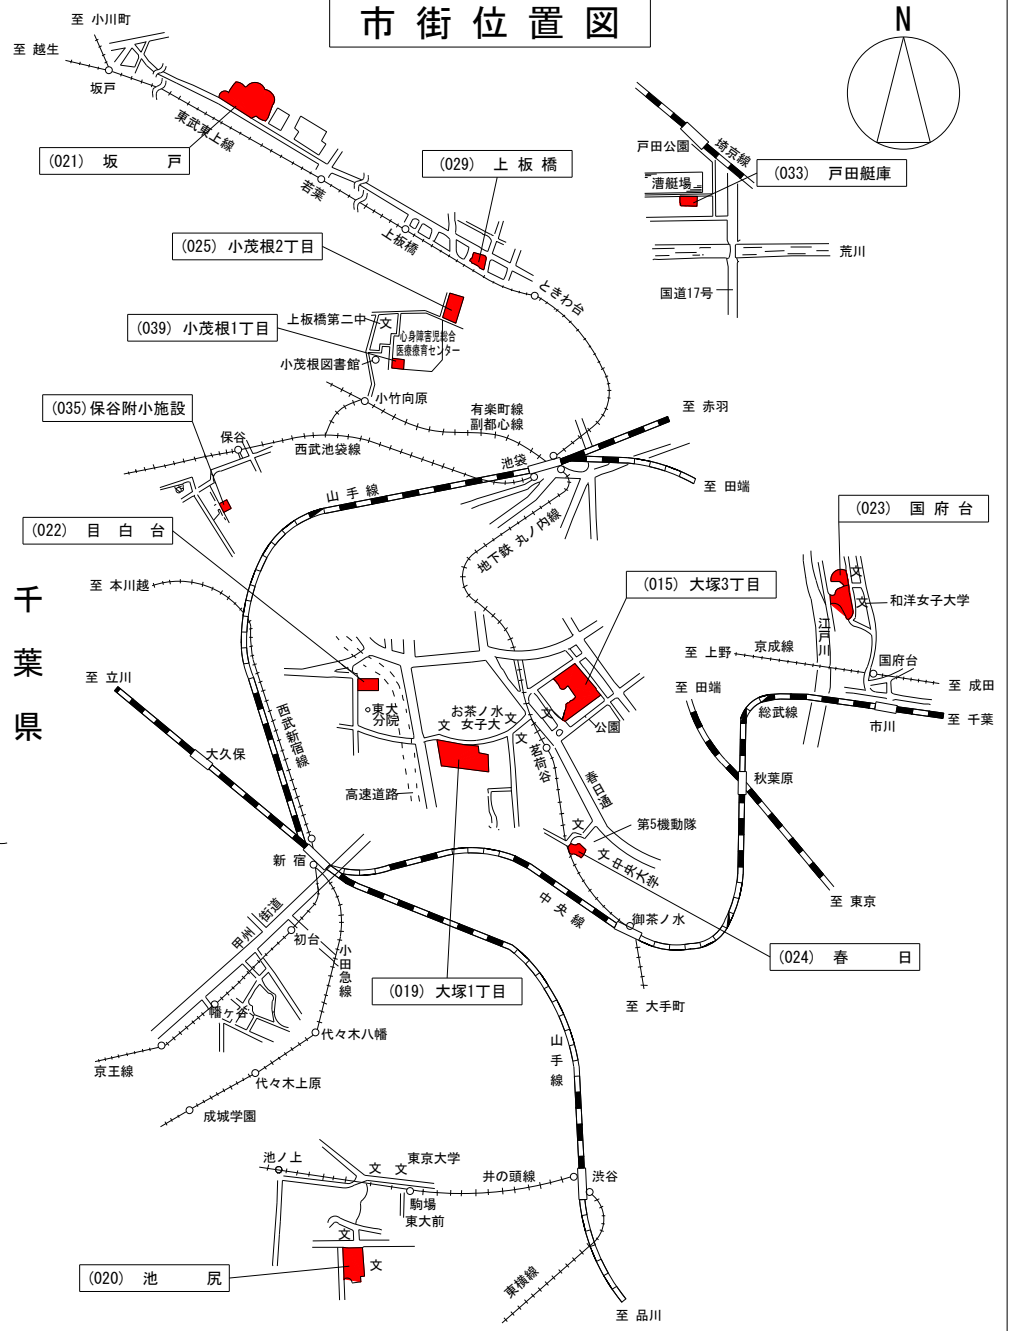 市街位置図
N
至 小川町
至 越生
坂戸
東武東上線
(021) 坂 戸
若葉
(029) 上板橋
上板橋
戸田公園
埼京線
(033) 戸田艇庫
漕艇場
荒川
国道17号
(025) 小茂根2丁目
ときわ台
(039) 小茂根1丁目
上板橋第二中
文
心身障害児総合
医療療育センター
小茂根図書館
小竹向原
有楽町線
副都心線
至 赤羽
(035)保谷附小施設
保谷
西武池袋線
池袋
至 田端
山手線
(022) 目白台
地下鉄 丸ノ内線
(023) 国府台
文
文
和洋女子大学
江戸川
京成線
至 上野
国府台
至 成田
至 本川越
(015) 大塚3丁目
千葉県
至 立川
至 田端
総武線
市川
至 千葉
西武新宿線
東大
分院
お茶ノ水
文 女子大 文
文
文
公園
茗荷谷
大久保
高速道路
春日通
秋葉原
文
第5機動隊
文 中央大学
新宿
至 東京
中央線
御茶ノ水
甲州街道
初台
小田急線
(024) 春 日
(019) 大塚1丁目
至 大手町
幡ヶ谷
代々木八幡
山手線
京王線
代々木上原
成城学園
池ノ上
文 文
東京大学
井の頭線
渋谷
駒場
東大前
文
文
(020) 池 尻
東横線
至 品川